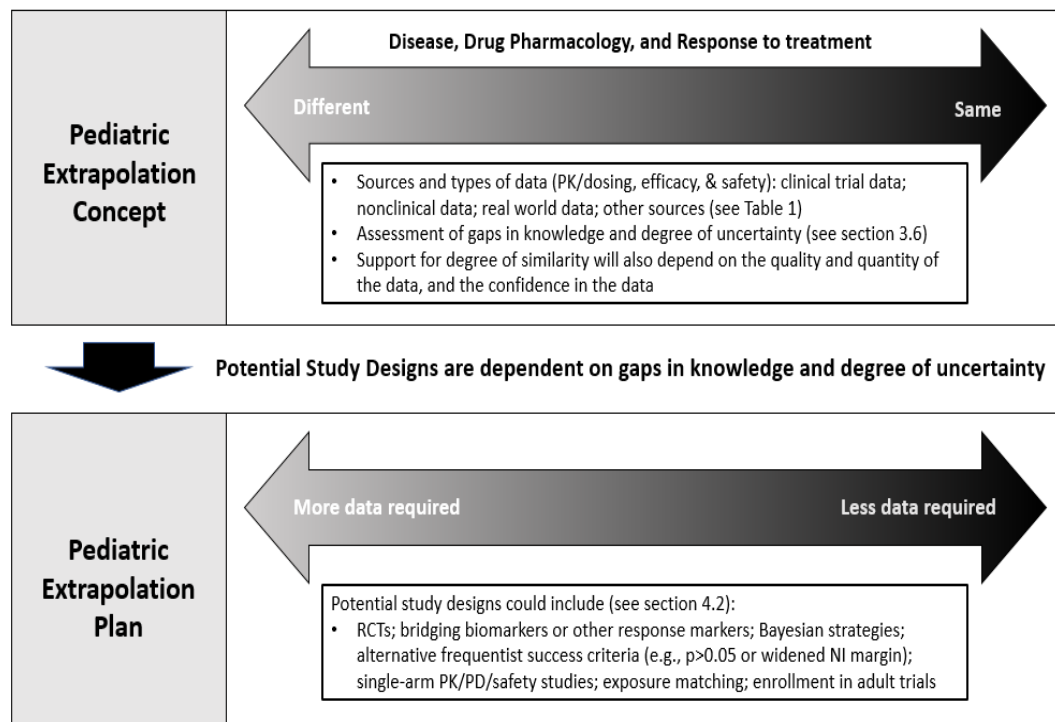 Pediatric
Extrapolation
Concept
Disease, Drug Pharmacology, and Response to treatment
Different
Same
• Sources and types of data (PK/dosing, efficacy, & safety): clinical trial data;
nonclinical data; real world data; other sources (see Table 1)
• Assessment of gaps in knowledge and degree of uncertainty (see section 3.6)
• Support for degree of similarity will also depend on the quality and quantity of
the data, and the confidence in the data
Potential Study Designs are dependent on gaps in knowledge and degree of uncertainty
Pediatric
Extrapolation
Plan
More data required
Less data required
Potential study designs could include (see section 4.2):
• RCTs; bridging biomarkers or other response markers; Bayesian strategies;
alternative frequentist success criteria (e.g., p>0.05 or widened NI margin);
single-arm PK/PD/safety studies; exposure matching; enrollment in adult trials